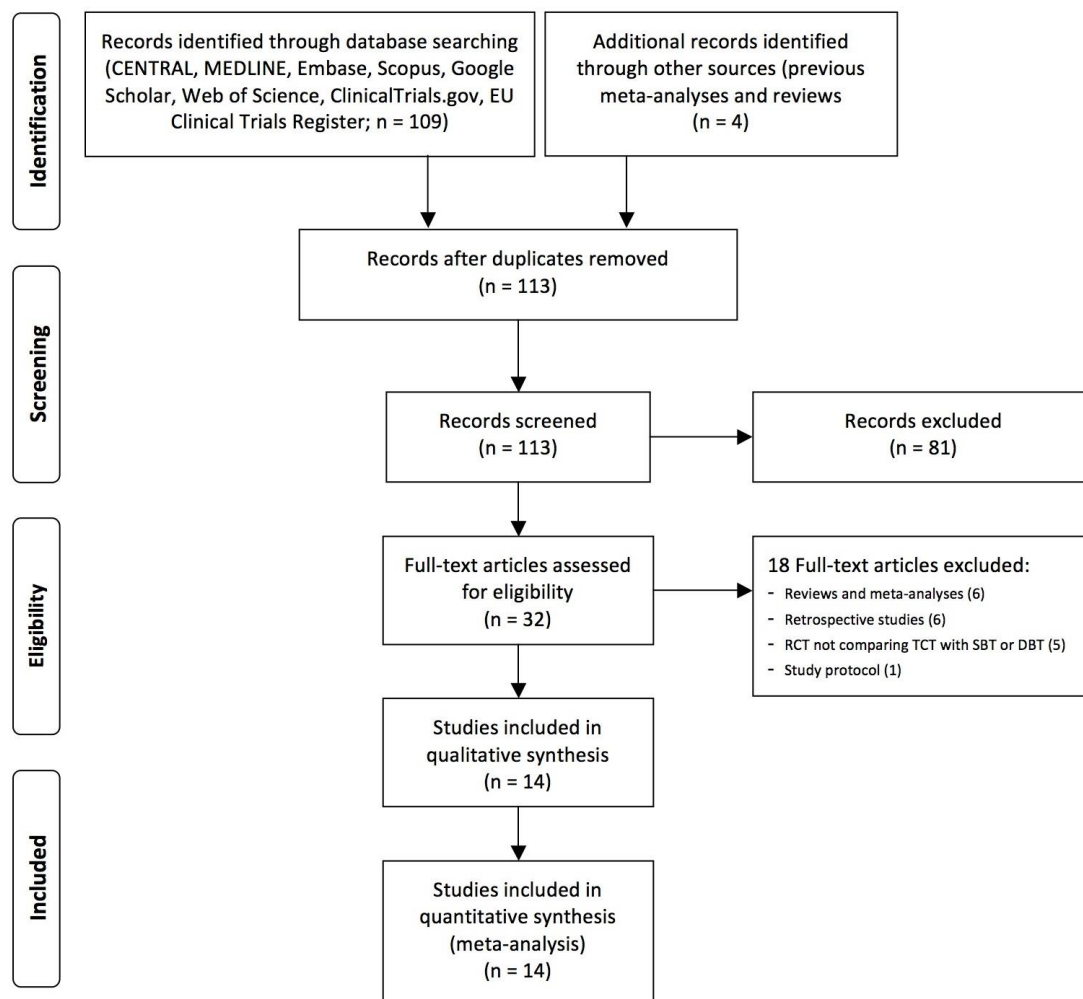 Identification
Records identified through database searching
(CENTRAL, MEDLINE, Embase, Scopus, Google
Scholar, Web of Science, ClinicalTrials.gov, EU
Clinical Trials Register; n = 109)
Additional records identified
through other sources (previous
meta-analyses and reviews
(n = 4)
Screening
Records after duplicates removed
(n = 113)
Records screened
(n = 113)
Records excluded
(n = 81)
Eligibility
Full-text articles assessed
for eligibility
(n = 32)
18 Full-text articles excluded:
- Reviews and meta-analyses (6)
- Retrospective studies (6)
- RCT not comparing TCT with SBT or DBT (5)
- Study protocol (1)
Studies included in
qualitative synthesis
(n = 14)
Included
Studies included in
quantitative synthesis
(meta-analysis)
(n = 14)